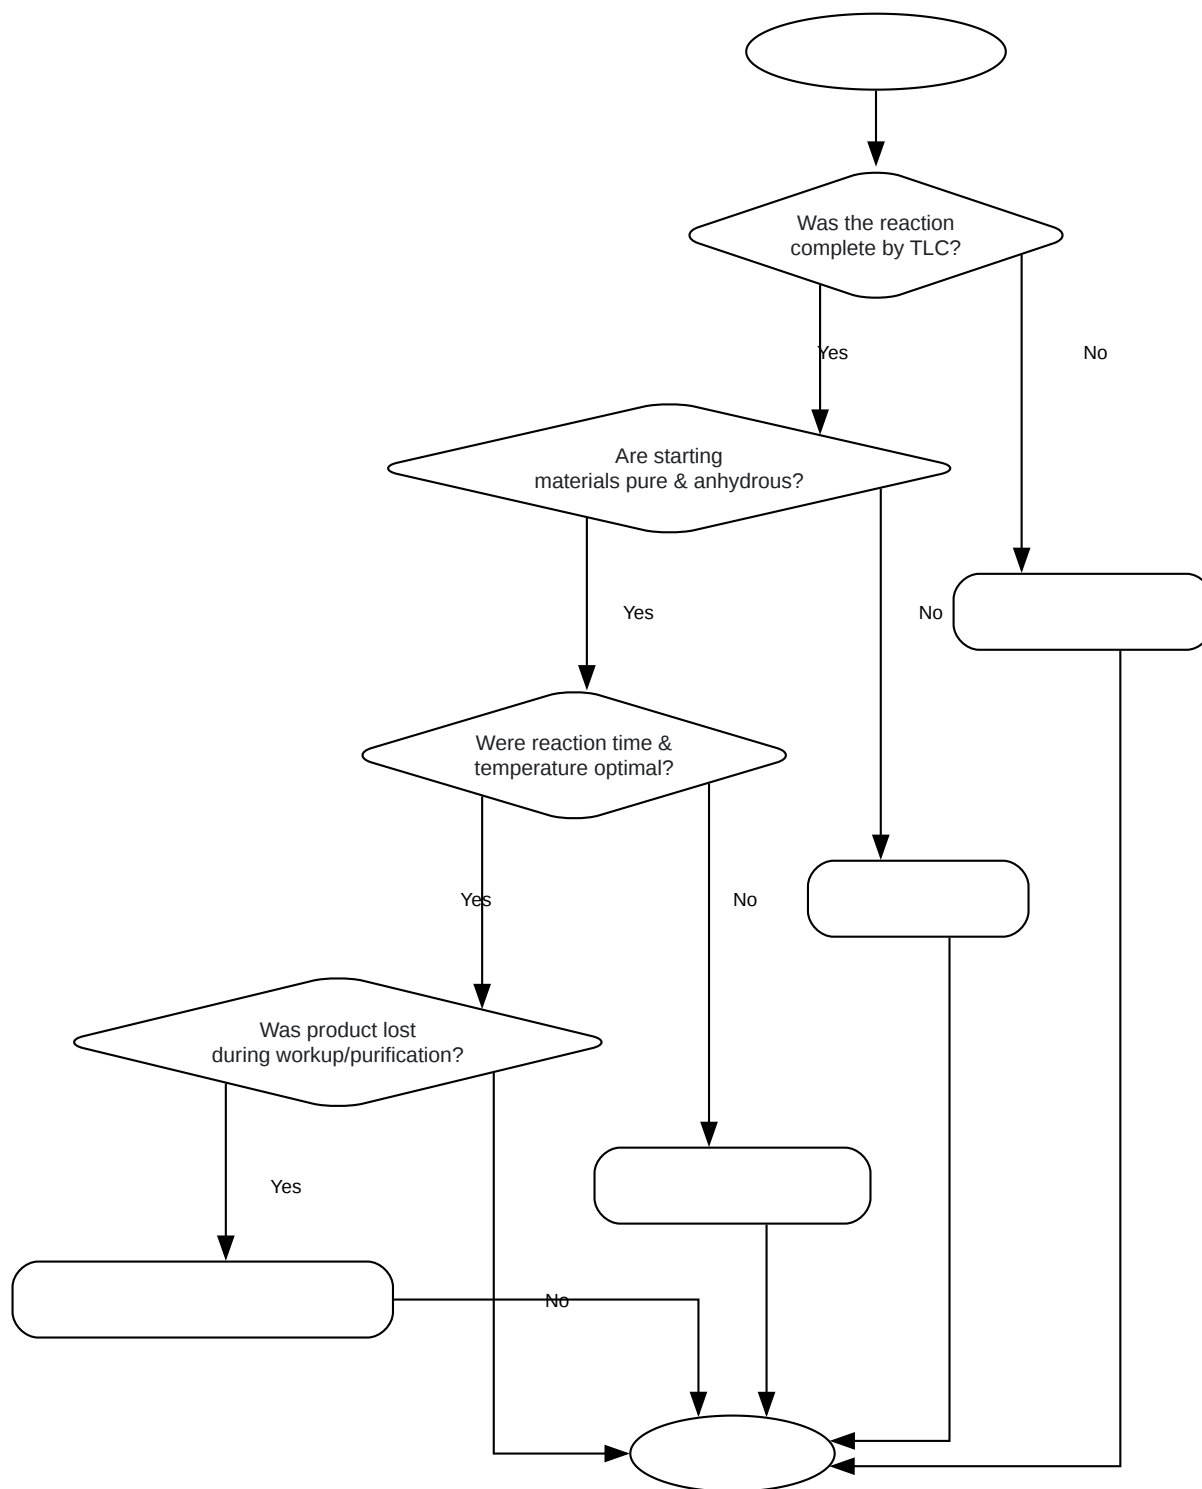 Was the reaction
complete by TLC?
Yes
No
Are starting
materials pure & anhydrous?
Yes
No
Were reaction time &
temperature optimal?
Yes
No
Was product lost
during workup/purification?
Yes
No